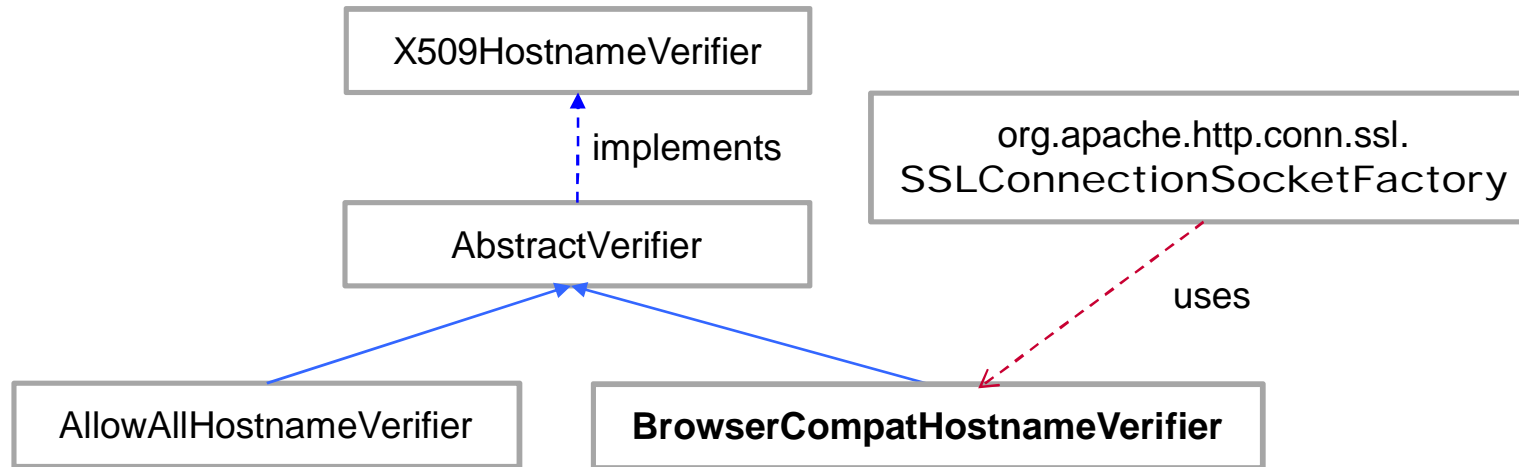 X509HostnameVerifier
implements
org.apache.http.conn.ssl.
SSLConnectionSocketFactory
AbstractVerifier
uses
AllowAllHostnameVerifier
BrowserCompatHostnameVerifier